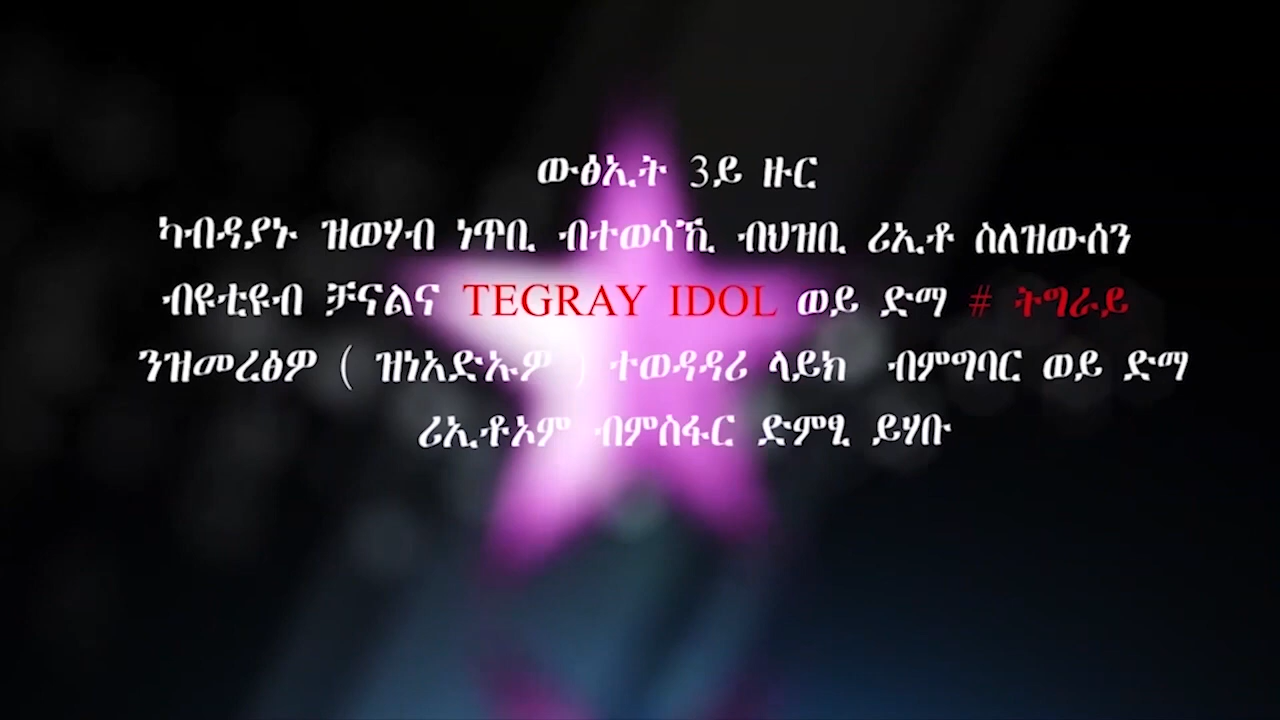 ውፅኢት 3ይ ዙር
ካብዳያኑ ዝወሃብ ነጥቢ ብተወሳኺ ብህዝቢ ሪኢቶ ስለዝውሰን
ብዩቲዩብ ቻናልና TEGRAY IDOL ወይ ድማ # ትግራይ
ንዝመረፅዎ ( ዝነአድኡዎ ) ተወዳዳሪ ላይክ ብምግባር ወይ ድማ
ሪኢቶኦም ብምስፋር ድምፂ ይሃቡ